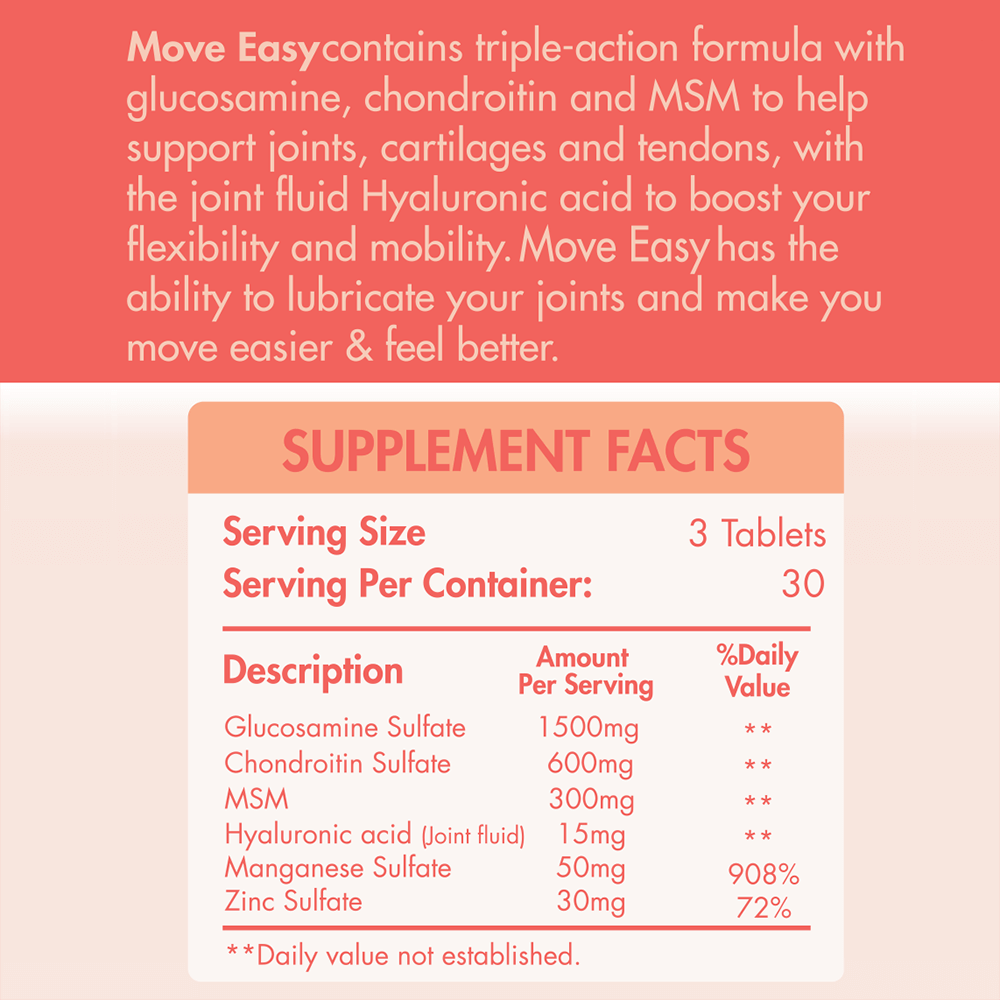 Move Easy contains triple-action formula with
glucosamine, chondroitin and MSM to help
support joints, cartilages and tendons, with
the joint fluid Hyaluronic acid to boost your
flexibility and mobility. Move Easy has the
ability to lubricate your joints and make you
move easier & feel better.
SUPPLEMENT FACTS
Serving Size 3 Tablets
Serving Per Container: 30
Description Amount Per Serving %Daily Value
Glucosamine Sulfate 1500mg **
Chondroitin Sulfate 600mg **
MSM 300mg **
Hyaluronic acid (Joint fluid) 15mg **
Manganese Sulfate 50mg 908%
Zinc Sulfate 30mg 72%
**Daily value not established.